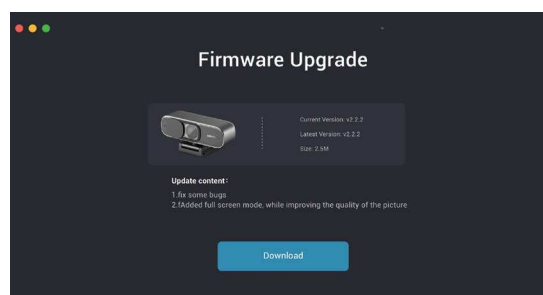 Firmware Upgrade
Current Version: v2.2.2
Latest Version: v2.2.2
Size: 2.5M
Update content:
1.fix some bugs
2.fAdded full screen mode, while improving the quality of the picture
Download